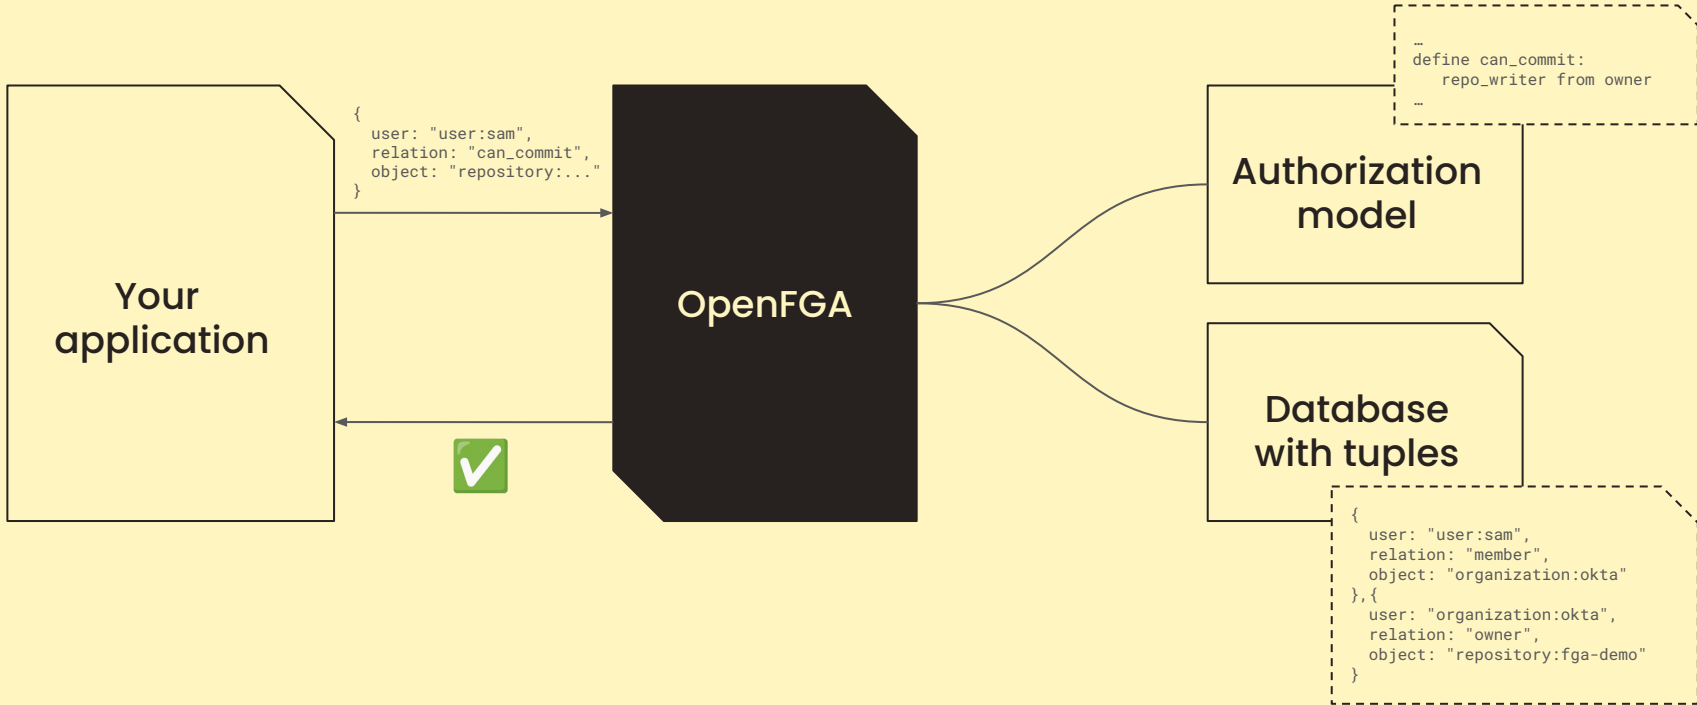 Your
application
{
  user: "user:sam",
  relation: "can_commit",
  object: "repository:..."
}
OpenFGA
…
define can_commit:
   repo_writer from owner
…
Authorization
model
Database
with tuples
{
  user: "user:sam",
  relation: "member",
  object: "organization:okta"
},{
  user: "organization:okta",
  relation: "owner",
  object: "repository:fga-demo"
}